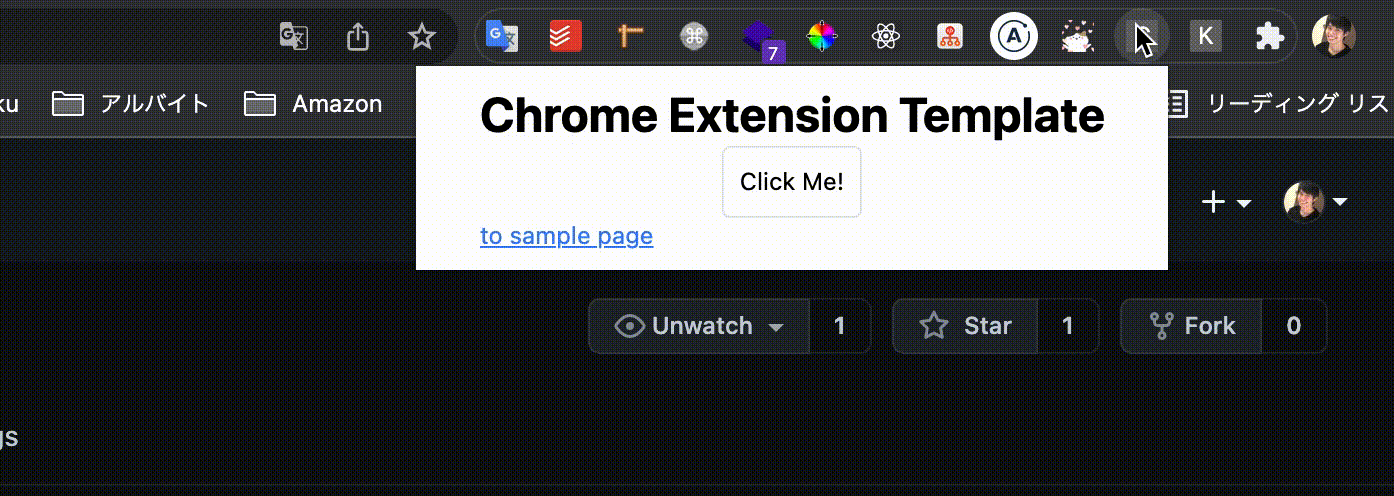 7
K
ku アルバイト Amazon
リーディング リス
Chrome Extension Template
Click Me!
to sample page
Unwatch 1 Star 1 Fork 0
gs